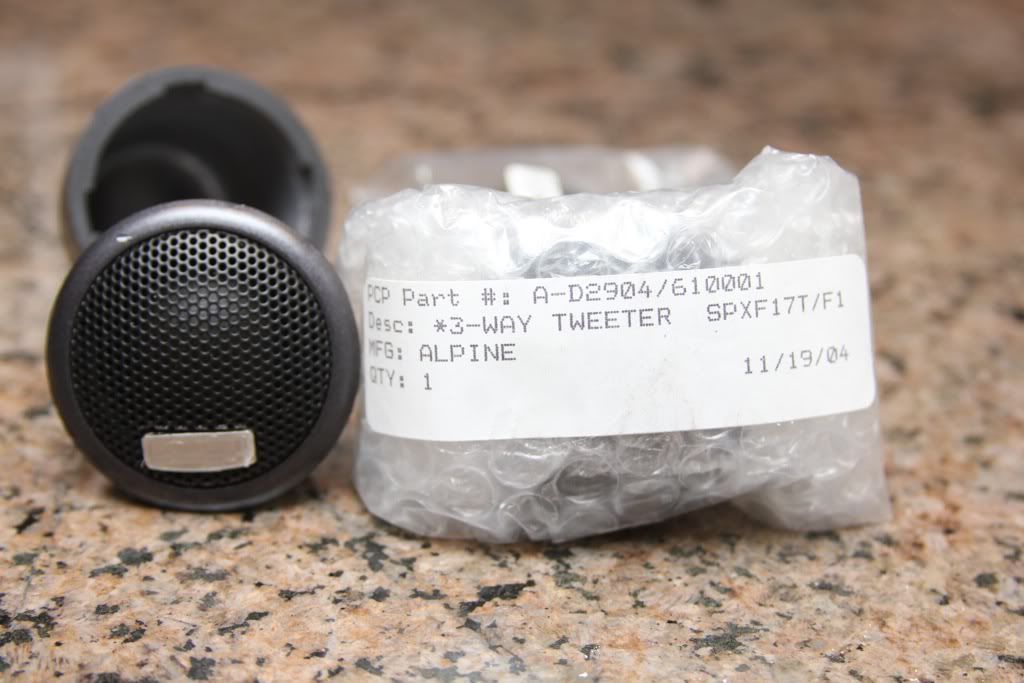 PCP Part #: A-D2904/610001
Desc: *3-WAY TWEETER SPXF17T/F1
MFG: ALPINE
11/19/04
QTY: 1